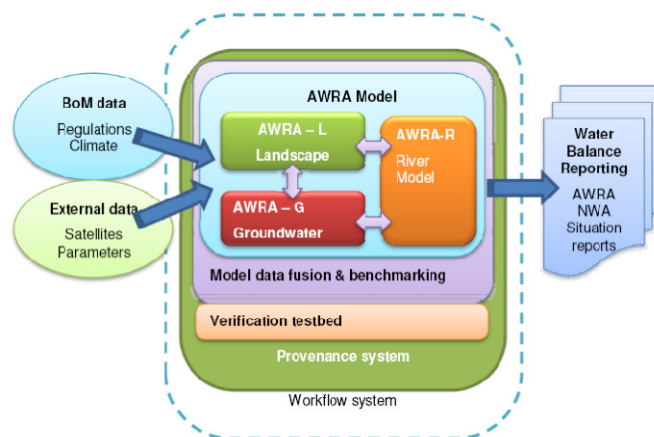 BoM data
Regulations
Climate
External data
Satellites
Parameters
AWRA Model
AWRA – L
Landscape
AWRA – G
Groundwater
AWRA-R
River
Model
Model data fusion & benchmarking
Verification testbed
Provenance system
Workflow system
Water
Balance
Reporting
AWRA
NWA
Situation
reports